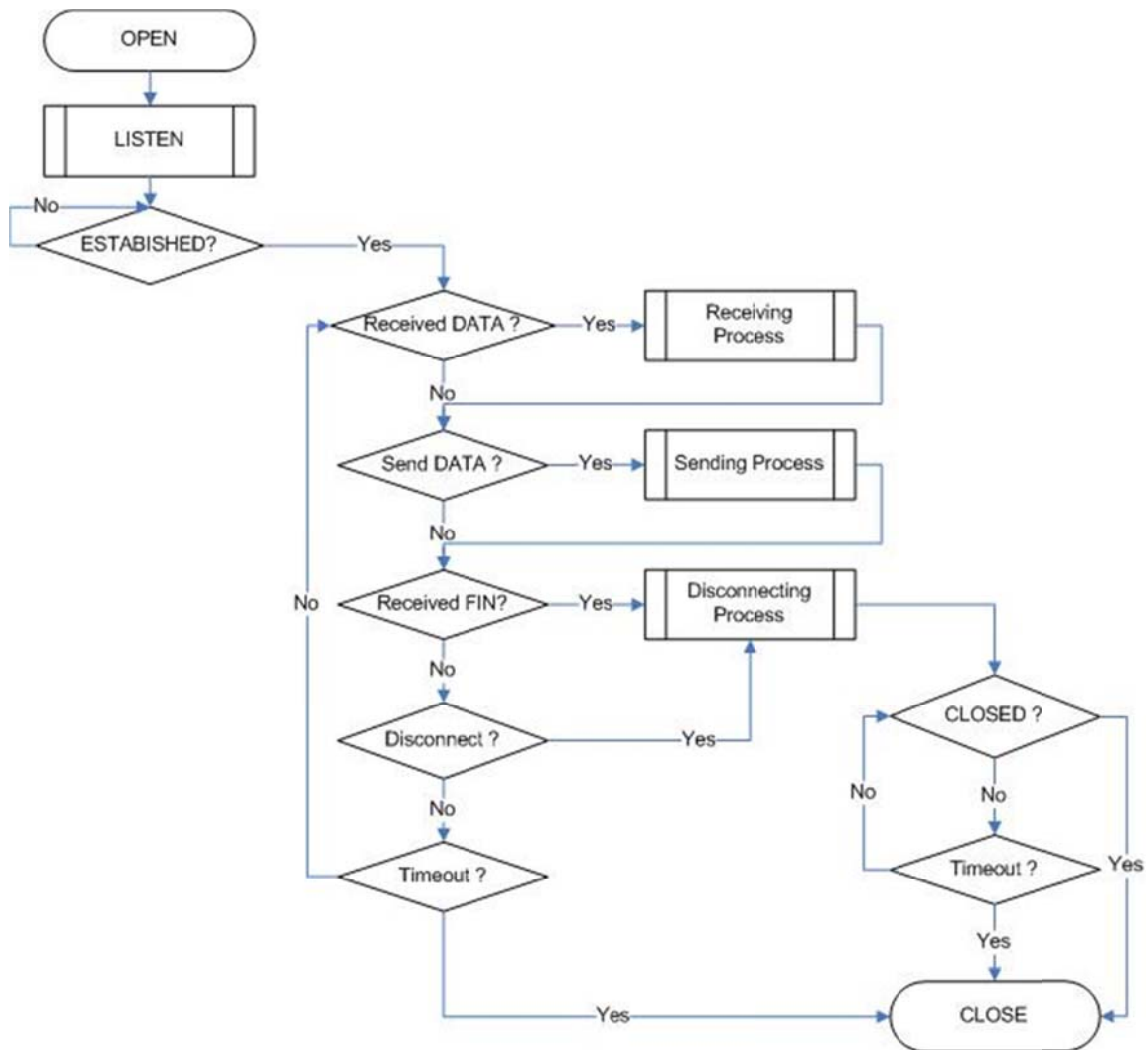 OPEN
LISTEN
No
ESTABISHED?
Yes
Received DATA ?
Yes
Receiving
Process
No
Send DATA ?
Yes
Sending Process
No
Received FIN?
Yes
Disconnecting
Process
No
No
CLOSED ?
Disconnect ?
Yes
No
No
No
Timeout ?
Timeout ?
Yes
Yes
Yes
CLOSE